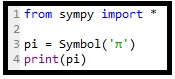 1 from sympy import *
2
3 pi = Symbol('π')
4 print(pi)